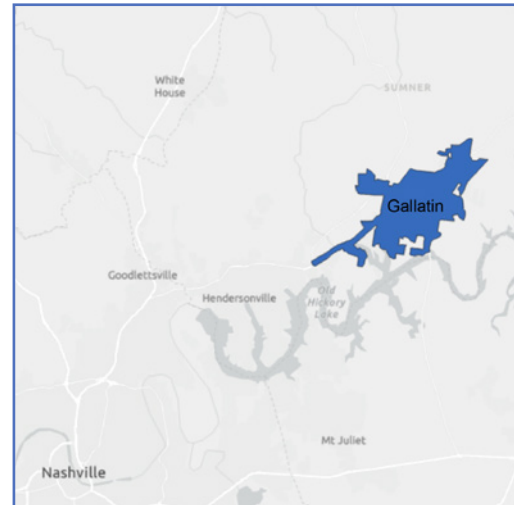 White
House
SUMNER
Gallatin
Goodlettsville
Hendersonville
Old
Hickory
Lake
Mt Juliet
Nashville